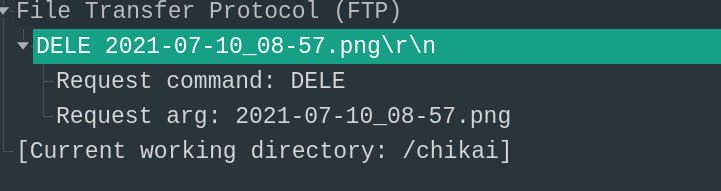 File Transfer Protocol (FTP)
DELE 2021-07-10_08-57.png\r\n
Request command: DELE
Request arg: 2021-07-10_08-57.png
[Current working directory: /chikai]